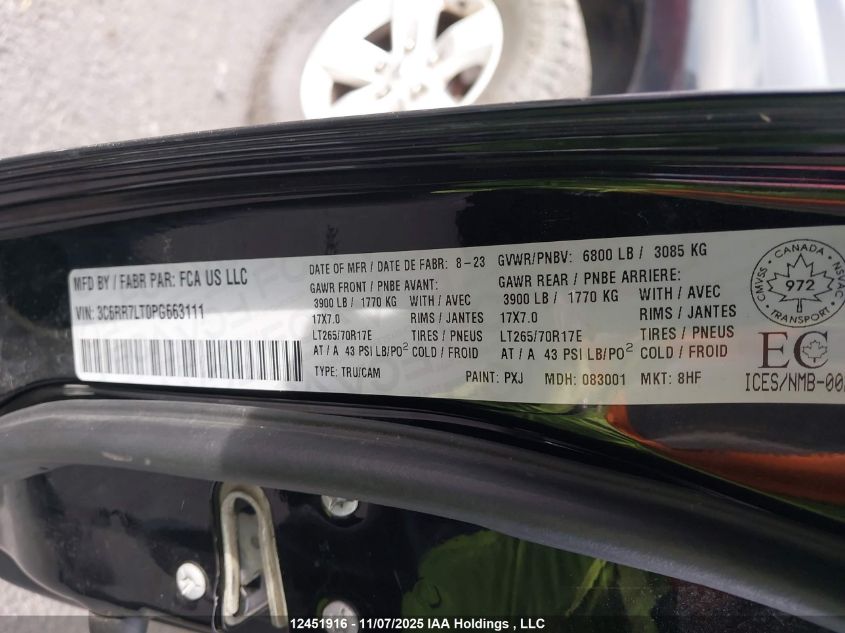 MFD BY / FABR PAR: FCA US LLC
VIN: 3C6RR7LT0PG663111
DATE OF MFR / DATE DE FABR: 8-23
GAWR FRONT / PNBE AVANT:
3900 LB / 1770 KG WITH / AVEC
17X7.0 RIMS / JANTES
LT265/70R17E TIRES / PNEUS
AT / A 43 PSI LB/PO² COLD / FROID
TYPE: TRU/CAM
GVWR/PNBV: 6800 LB / 3085 KG
GAWR REAR / PNBE ARRIERE:
3900 LB / 1770 KG WITH / AVEC
17X7.0 RIMS / JANTES
LT265/70R17E TIRES / PNEUS
AT / A 43 PSI LB/PO² COLD / FROID
PAINT: PXJ MDH: 083001 MKT: 8HF
CANADA
CMVSS 972 NSVAC
TRANSPORT
EC
ICES/NMB-00
12451916 - 11/07/2025 IAA Holdings , LLC